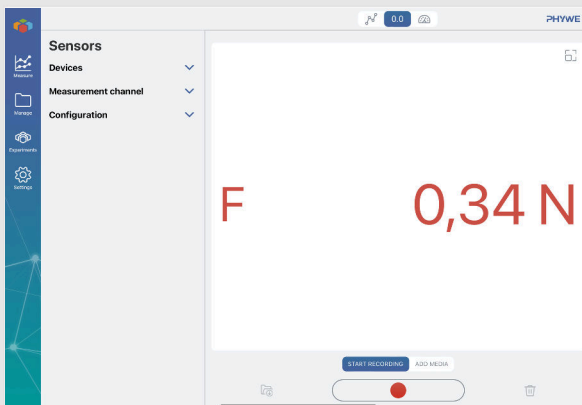 0.0
PHYWE
Sensors
Devices
Measurement channel
Configuration
Measure
Manage
Experiments
Settings
F 0,34 N
START RECORDING ADD MEDIA